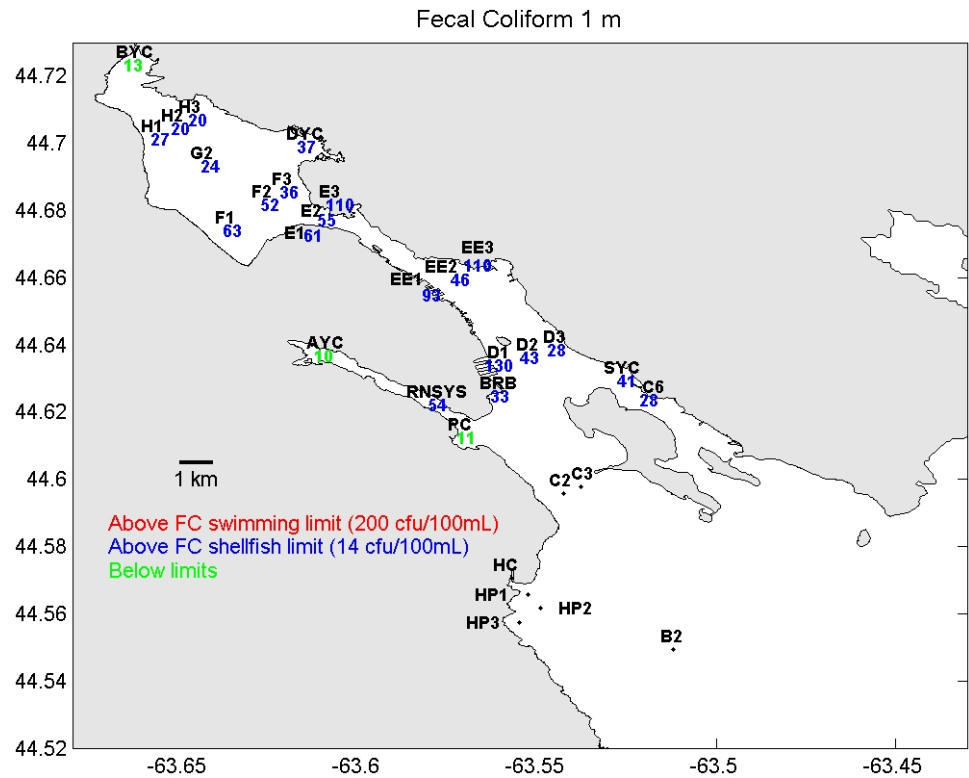 Fecal Coliform 1 m
BYC
13
44.72
H3
20
H2
20
H1
27
DYC
37
44.7
G2
24
F3
36
F2
52
E3
110
44.68
E2
55
F1
63
E1
61
EE3
EE2
46
44.66
EE1
93
44.64
AYC
10
D1
130
D2
43
D3
28
SYC
41
C6
28
BRB
33
RNSYS
54
44.62
PC
11
1 km
44.6
C2
C3
Above FC swimming limit (200 cfu/100mL)
Above FC shellfish limit (14 cfu/100mL)
Below limits
44.58
HC
HP1
HP2
44.56
HP3
B2
44.54
44.52
-63.65
-63.6
-63.55
-63.5
-63.45